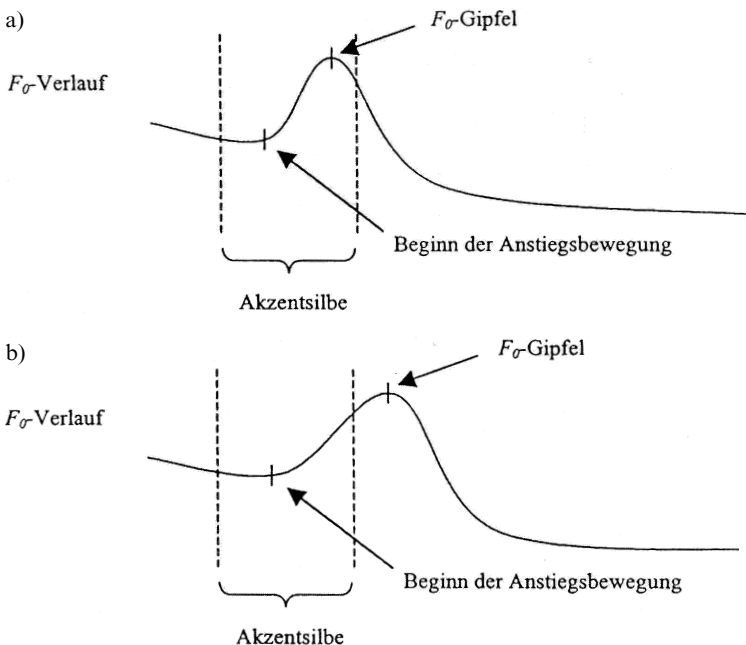 a)
F₀-Gipfel
F₀-Verlauf
Beginn der Anstiegsbewegung
Akzentsilbe
b)
F₀-Gipfel
F₀-Verlauf
Beginn der Anstiegsbewegung
Akzentsilbe